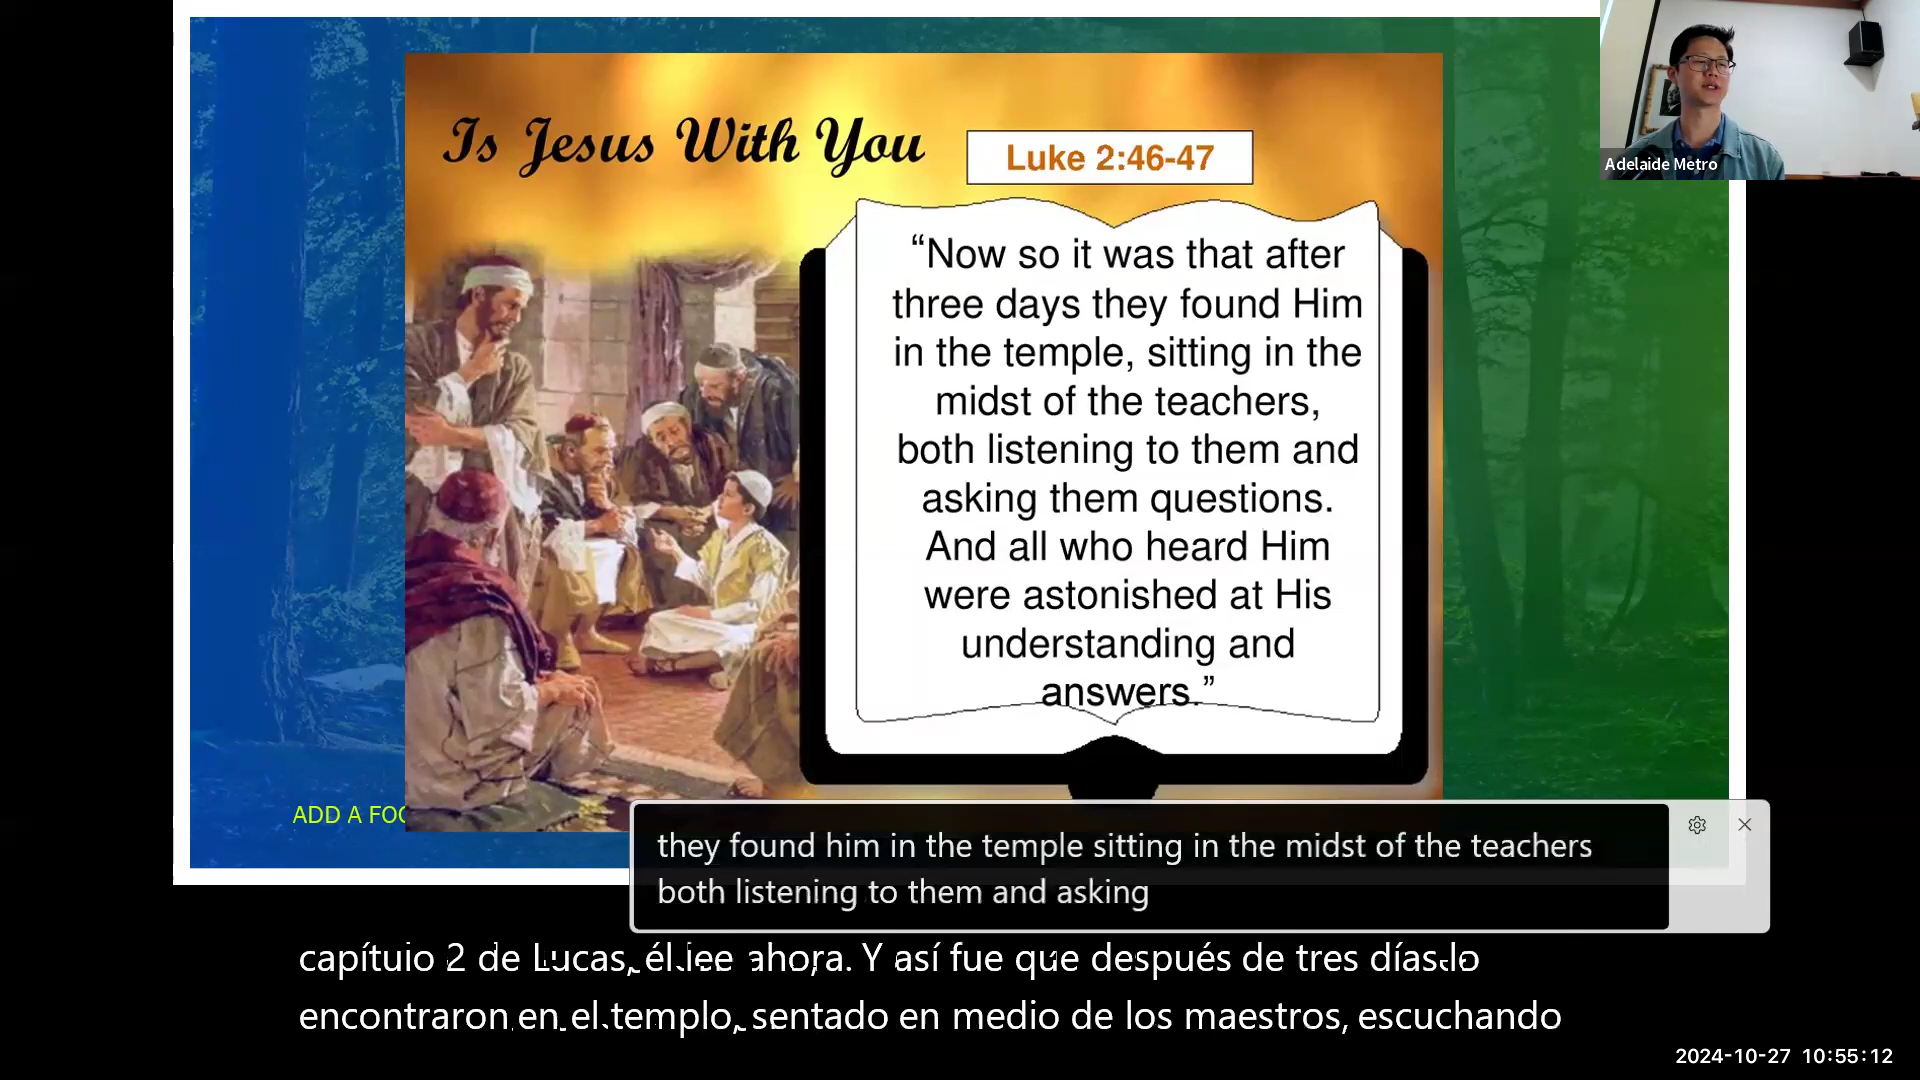 Is Jesus With You
Luke 2:46-47
“Now so it was that after
three days they found Him
in the temple, sitting in the
midst of the teachers,
both listening to them and
asking them questions.
And all who heard Him
were astonished at His
understanding and
answers.”
Adelaide Metro
ADD A FOO
they found him in the temple sitting in the midst of the teachers
both listening to them and asking
capítulo 2 de Lucas, él lee ahora. Y así fue que después de tres días lo
encontraron en el templo, sentado en medio de los maestros, escuchando
2024-10-27 10:55:12